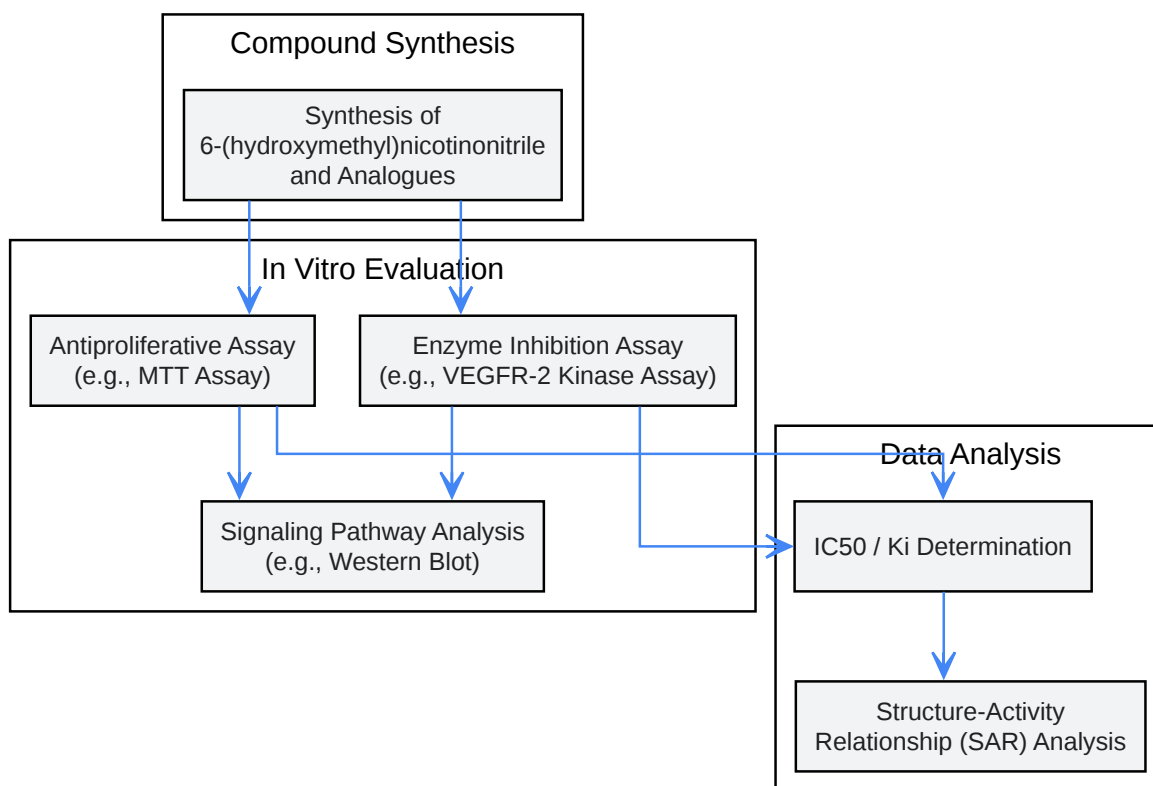 Compound Synthesis
Synthesis of
6-(hydroxymethyl)nicotinonitrile
and Analogues
In Vitro Evaluation
Antiproliferative Assay
(e.g., MTT Assay)
Enzyme Inhibition Assay
(e.g., VEGFR-2 Kinase Assay)
Signaling Pathway Analysis
(e.g., Western Blot)
Data Analysis
IC50 / Ki Determination
Structure-Activity
Relationship (SAR) Analysis